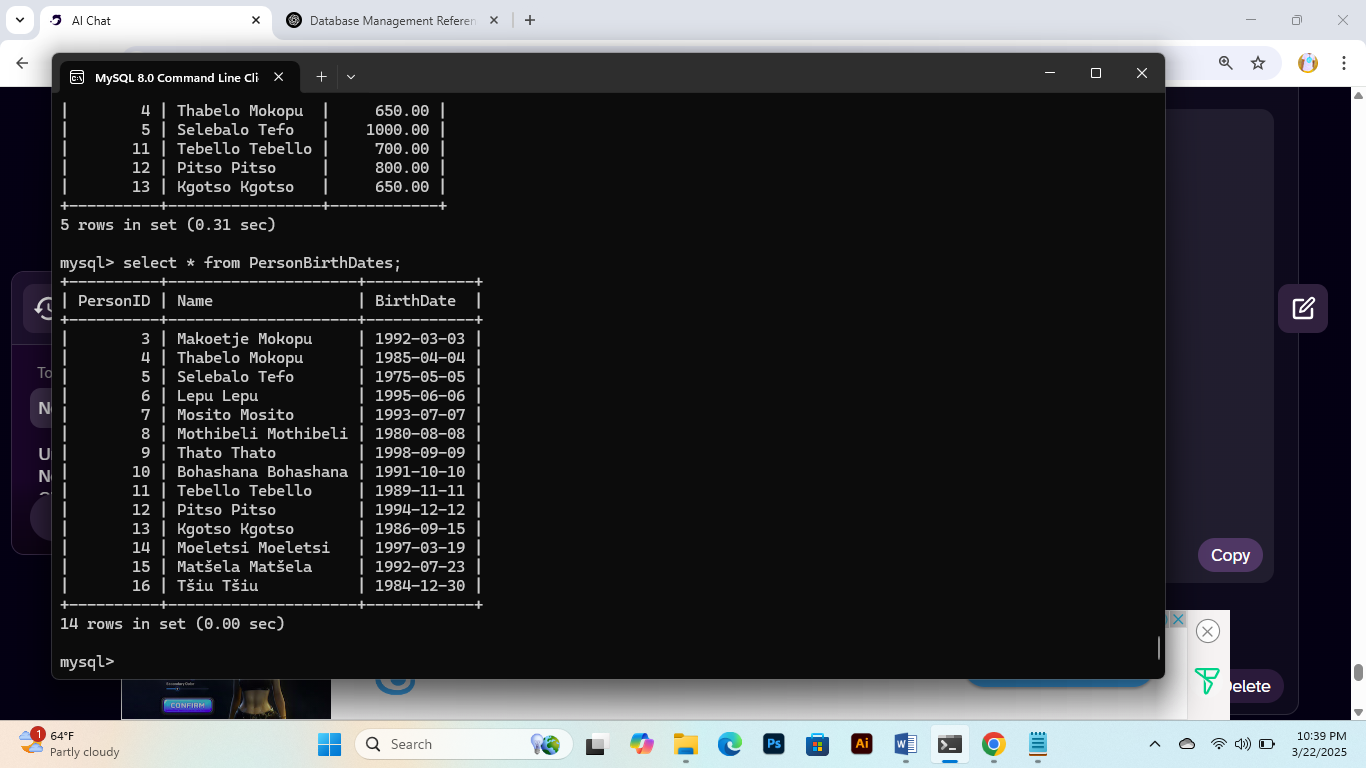 AI Chat
Database Management Referen
MySQL 8.0 Command Line Cli
|        4 | Thabelo Mokopu  |     650.00 |
|        5 | Selebalo Tefo   |    1000.00 |
|       11 | Tebello Tebello |     700.00 |
|       12 | Pitso Pitso     |     800.00 |
|       13 | Kgotso Kgotso   |     650.00 |
+----------+-----------------+------------+
5 rows in set (0.31 sec)
mysql> select * from PersonBirthDates;
+----------+---------------------+------------+
| PersonID | Name                | BirthDate  |
+----------+---------------------+------------+
|        3 | Makoetje Mokopu     | 1992-03-03 |
|        4 | Thabelo Mokopu      | 1985-04-04 |
|        5 | Selebalo Tefo       | 1975-05-05 |
|        6 | Lepu Lepu           | 1995-06-06 |
|        7 | Mosito Mosito       | 1993-07-07 |
|        8 | Mothibeli Mothibeli | 1980-08-08 |
|        9 | Thato Thato         | 1998-09-09 |
|       10 | Bohashana Bohashana | 1991-10-10 |
|       11 | Tebello Tebello     | 1989-11-11 |
|       12 | Pitso Pitso         | 1994-12-12 |
|       13 | Kgotso Kgotso       | 1986-09-15 |
|       14 | Moeletsi Moeletsi   | 1997-03-19 |
|       15 | Matšela Matšela     | 1992-07-23 |
|       16 | Tšiu Tšiu           | 1984-12-30 |
+----------+---------------------+------------+
14 rows in set (0.00 sec)
mysql>
To
N
U
N
Copy
elete
CONFIRM
1
64°F
Partly cloudy
Search
Ps
Ai
10:39 PM
3/22/2025